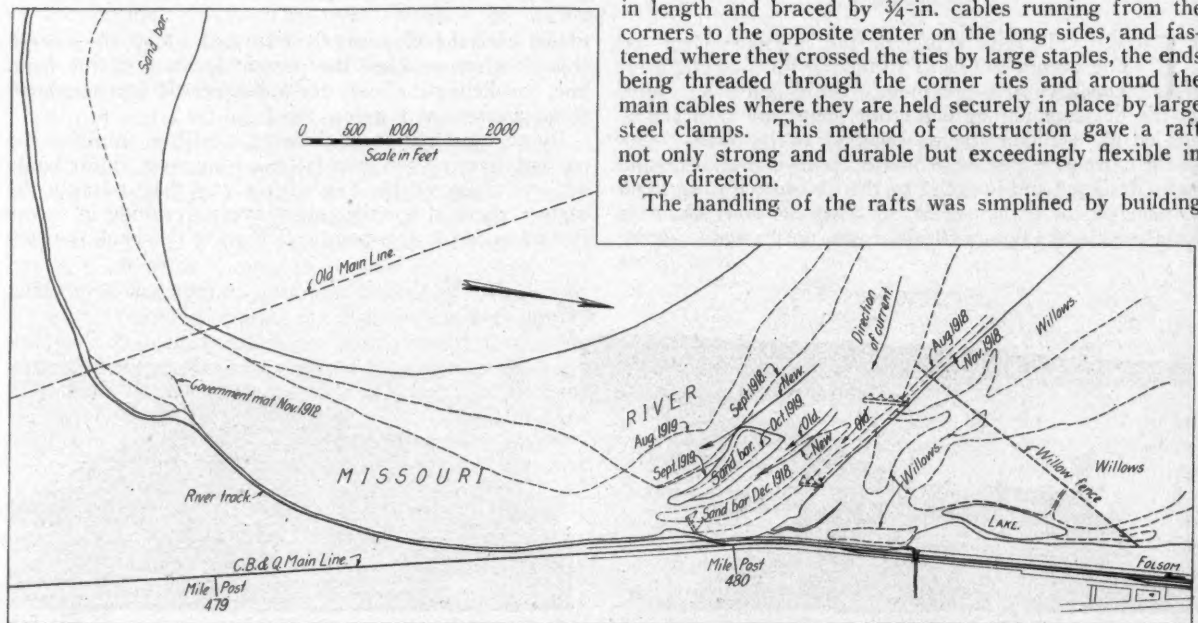 in length and braced by ¾-in. cables running from the
corners to the opposite center on the long sides, and fas-
tened where they crossed the ties by large staples, the ends
being threaded through the outer ties and around the
main cables where they are held securely in place by large
steel clamps. This method of construction gave a raft
not only strong and durable but exceedingly flexible in
every direction.
The handling of the rafts was simplified by building
Sand bar.
0 500 1000 2000
Scale in Feet
Old Main Line.
Government mat Nov. 1912.
River track
MISSOURI
RIVER
Aug. 1919
Sept. 1919
Sept. 1918.
New.
Sand bar.
Oct. 1919
Old
New
Sand bar Dec. 1918.
Direction
of current.
Aug. 1918
Nov. 1918.
Willows.
Willows
Willow fence
Willows
LAKE.
FOLSOM
C.B.& Q. Main Line.
Mile Post
479
Mile Post
480